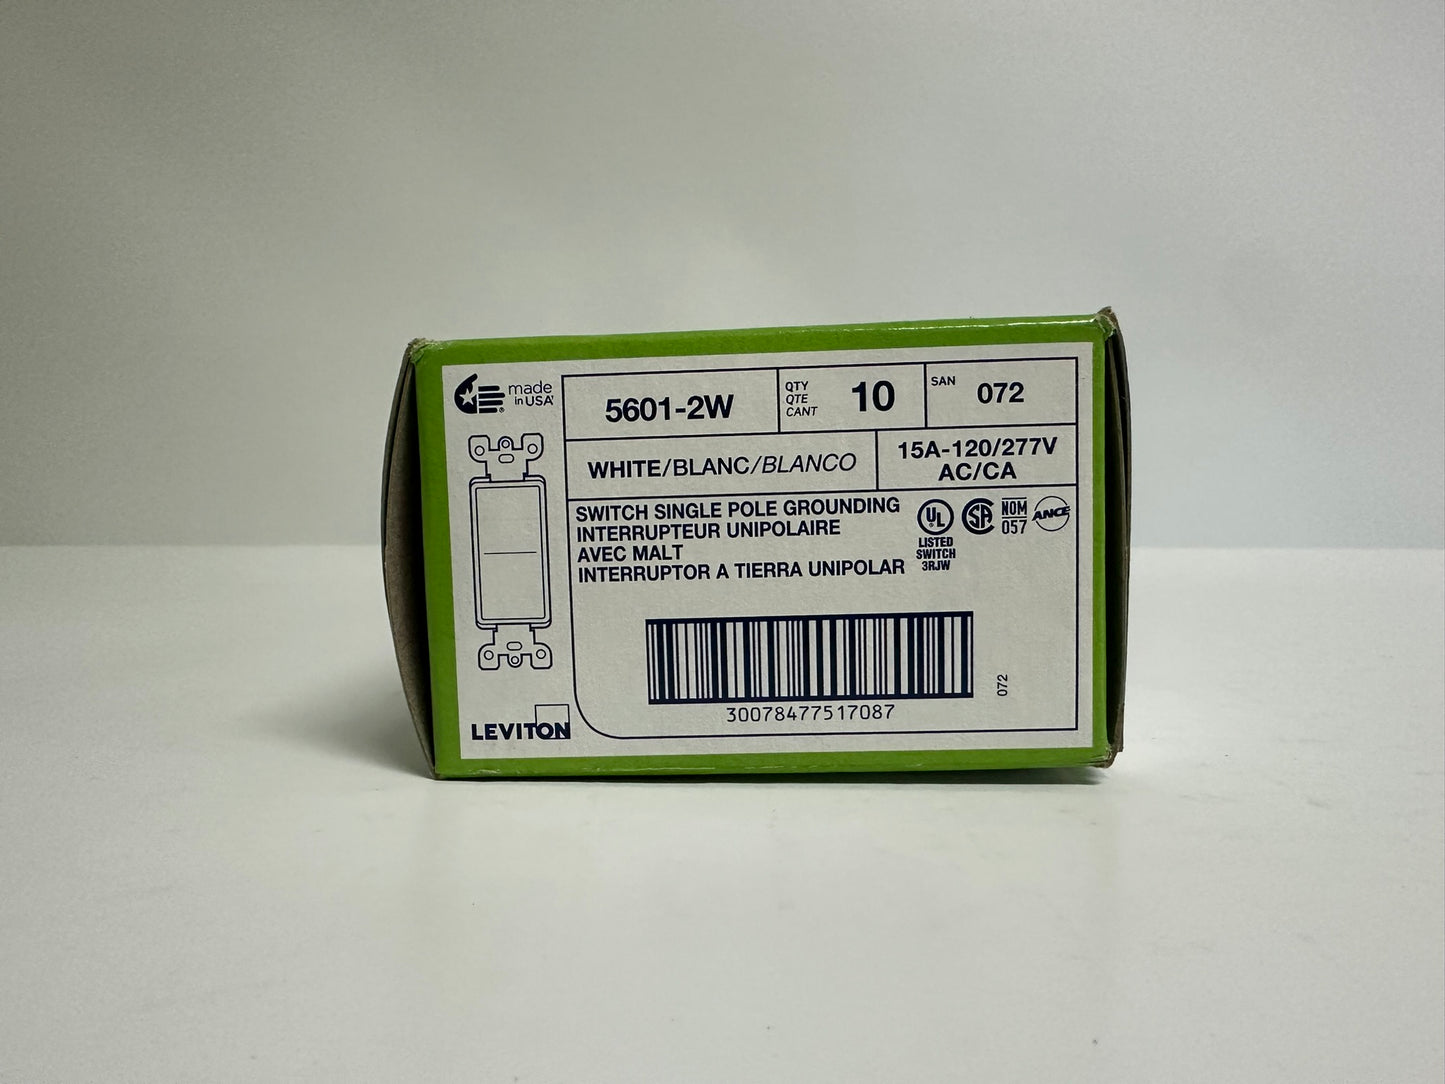 made
in USA
5601-2W
QTY
QTE
CANT
10
SAN
072
WHITE/BLANC/BLANCO
15A-120/277V
AC/CA
SWITCH SINGLE POLE GROUNDING
INTERRUPTEUR UNIPOLAIRE
AVEC MALT
INTERRUPTOR A TIERRA UNIPOLAR
UL
LISTED
SWITCH
3RJW
SA
NOM
057
ANCE
30078477517087
072
LEVITON